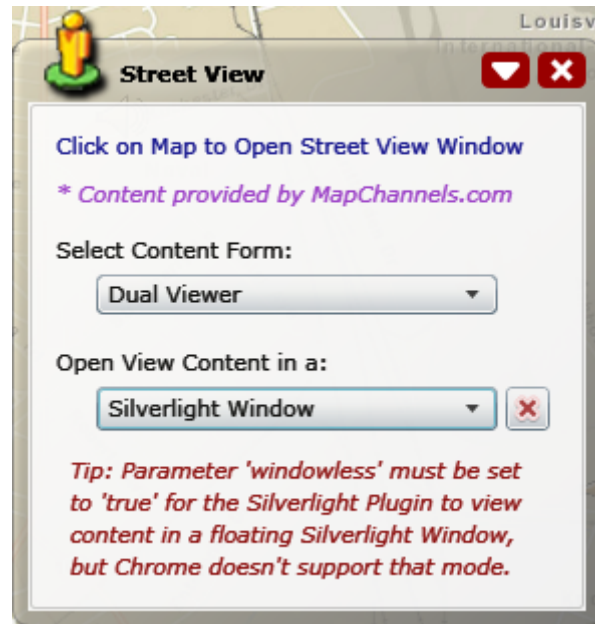 Louisv
International
Street View
Click on Map to Open Street View Window
* Content provided by MapChannels.com
Select Content Form:
Dual Viewer
Open View Content in a:
Silverlight Window
Tip: Parameter 'windowless' must be set
to 'true' for the Silverlight Plugin to view
content in a floating Silverlight Window,
but Chrome doesn't support that mode.